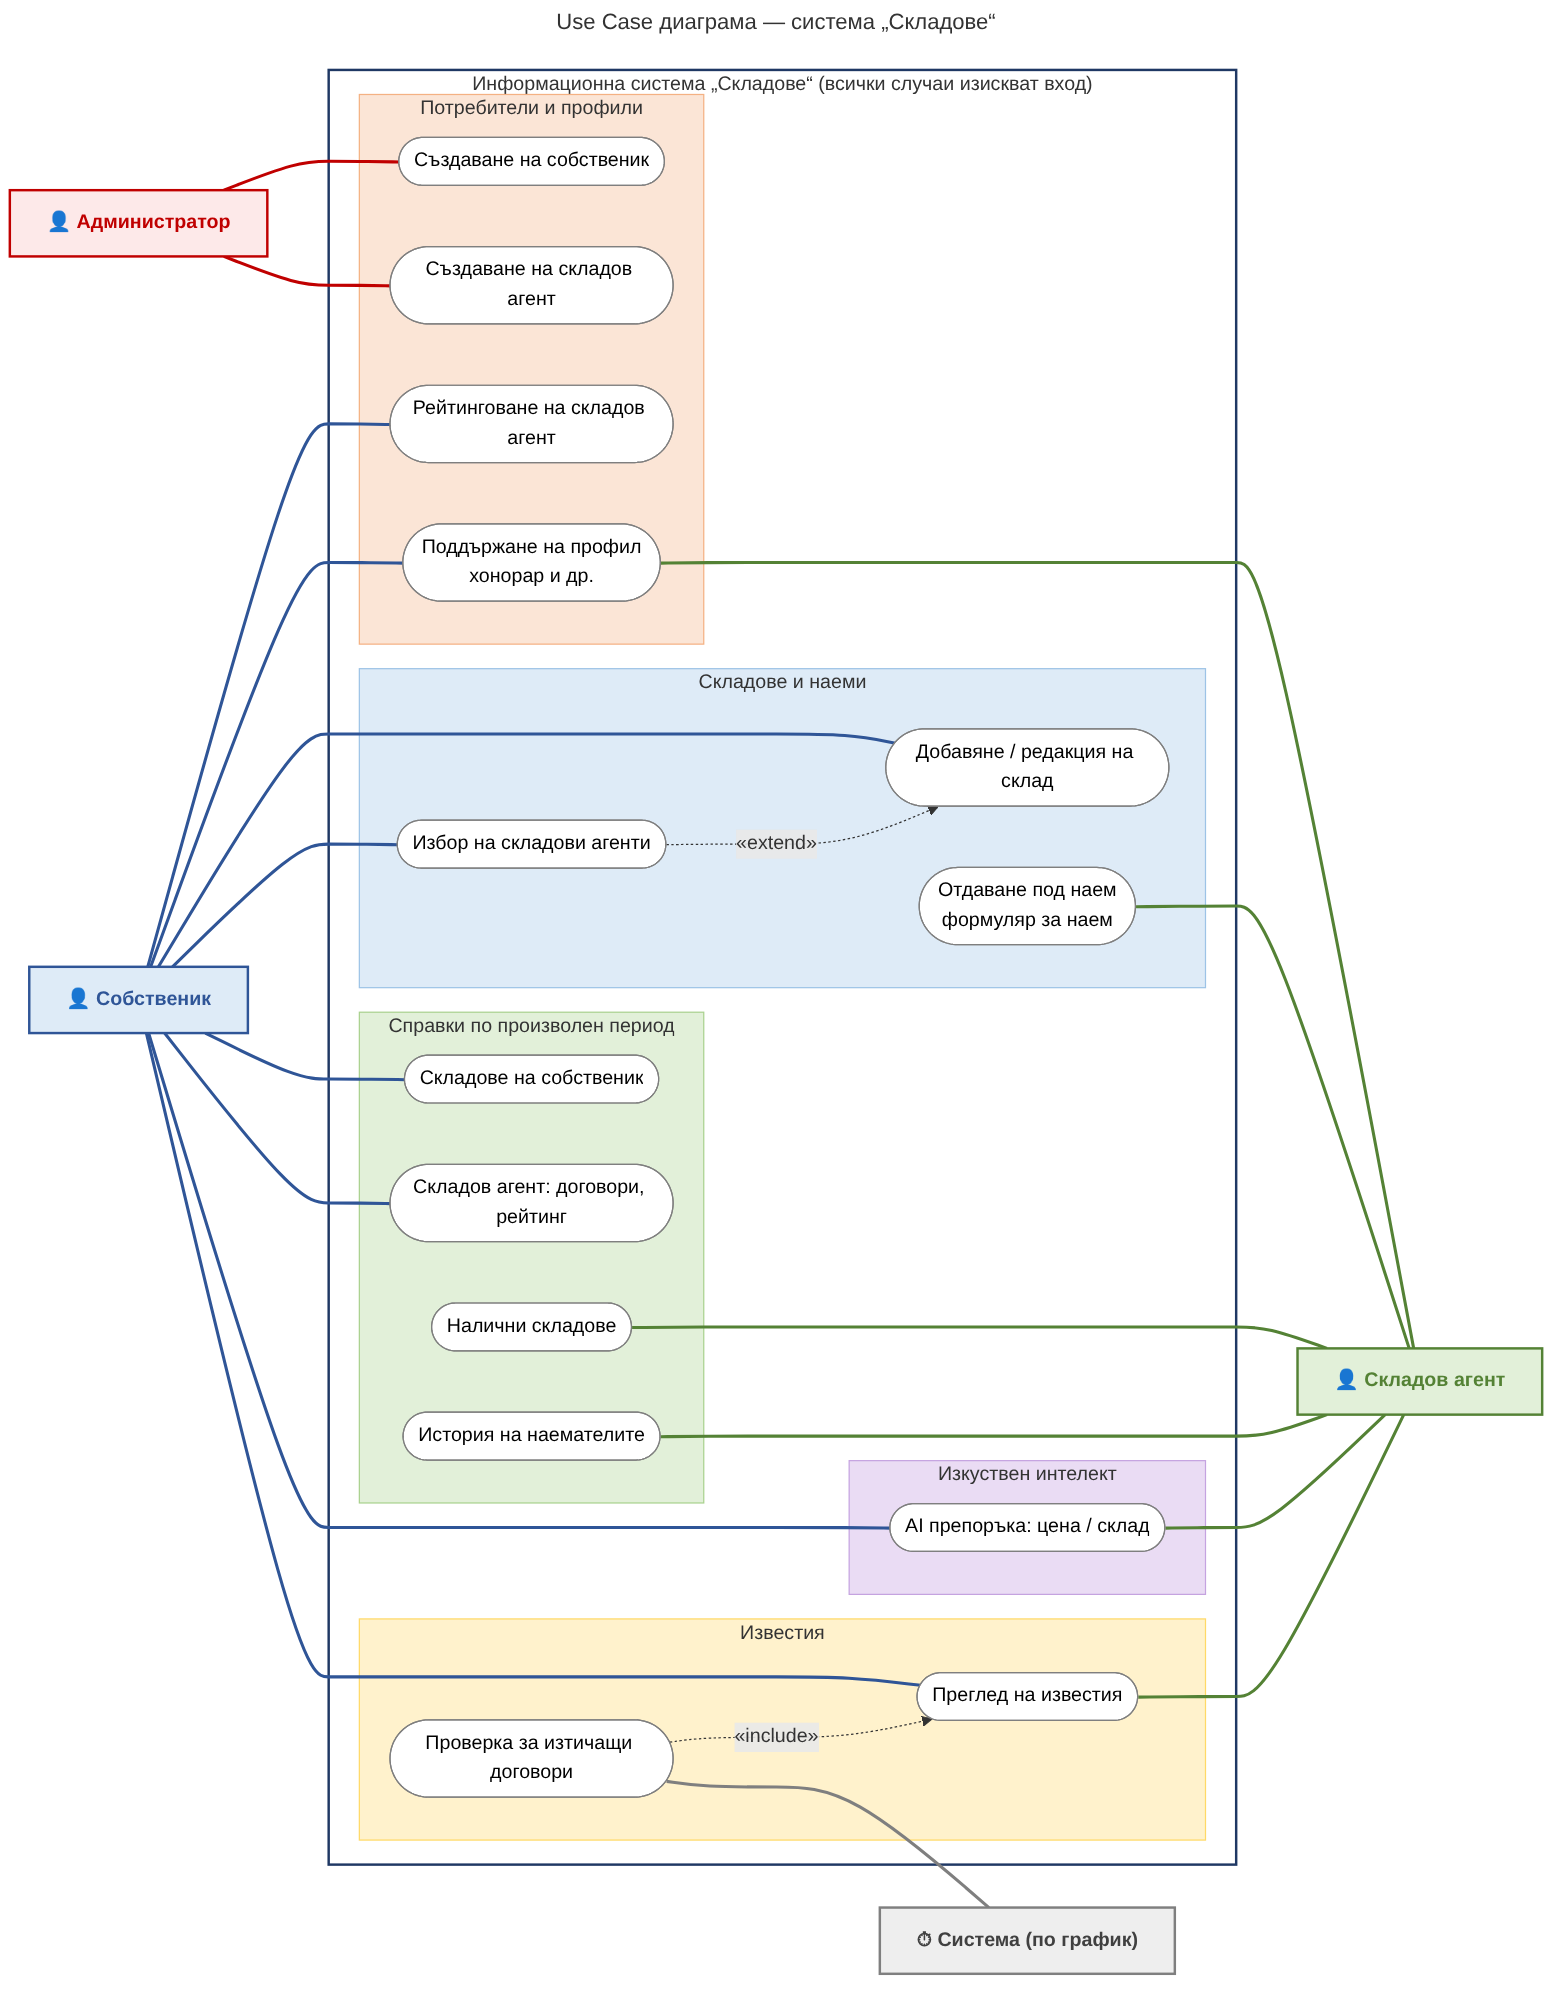 Use Case диаграма — система „Складове“
Информационна система „Складове“ (всички случаи изискват вход)
Потребители и профили
Създаване на собственик
👤 Администратор
Създаване на складов
агент
Рейтинговане на складов
агент
Поддържане на профил
хонорар и др.
Складове и наеми
Добавяне / редакция на
склад
Избор на складови агенти
«extend»
Отдаване под наем
формуляр за наем
👤 Собственик
Справки по произволен период
Складове на собственик
Складов агент: договори,
рейтинг
Налични складове
👤 Складов агент
История на наемателите
Изкуствен интелект
AI препоръка: цена / склад
Известия
Преглед на известия
«include»
Проверка за изтичащи
договори
⏱ Система (по график)